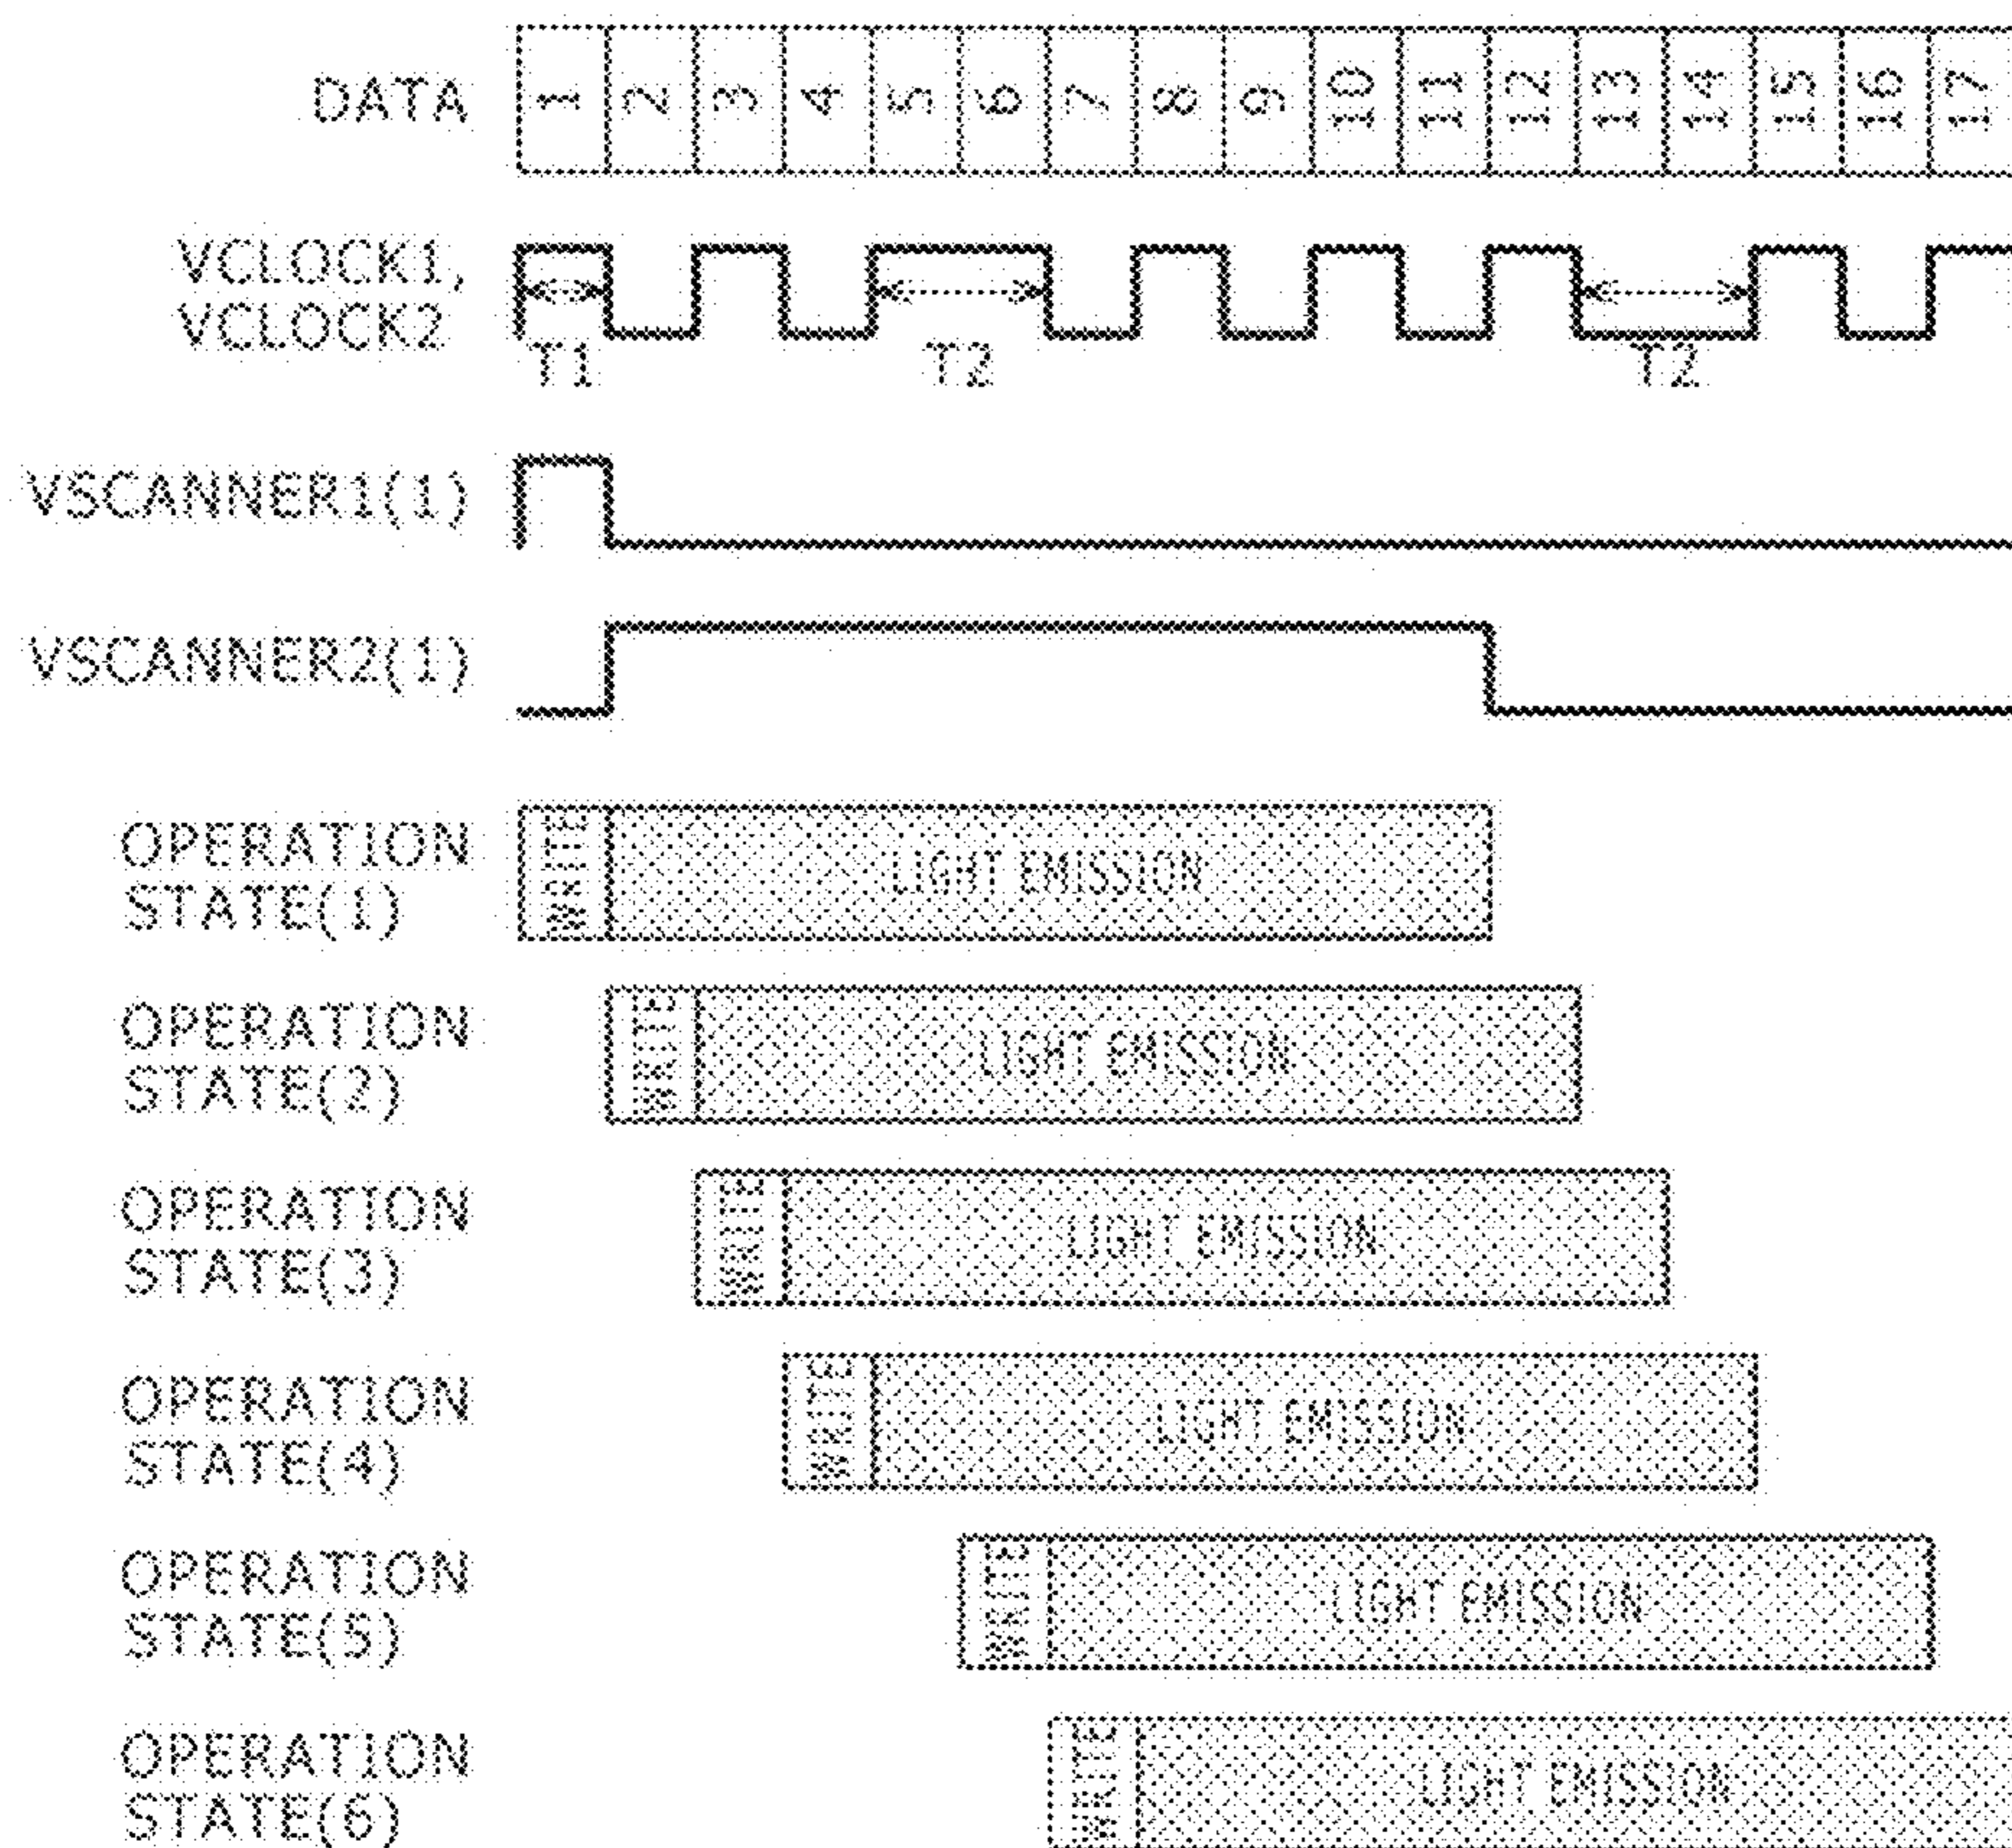 DATA 1 2 3 4 5 6 7 8 9 10 11 12 13 14 15 16 17
VCLOCK1,
VCLOCK2
T1 T2 T2
VSCANNER1(1)
VSCANNER2(1)
OPERATION
STATE(1)
WRITE LIGHT EMISSION
OPERATION
STATE(2)
WRITE LIGHT EMISSION
OPERATION
STATE(3)
WRITE LIGHT EMISSION
OPERATION
STATE(4)
WRITE LIGHT EMISSION
OPERATION
STATE(5)
WRITE LIGHT EMISSION
OPERATION
STATE(6)
WRITE LIGHT EMISSION